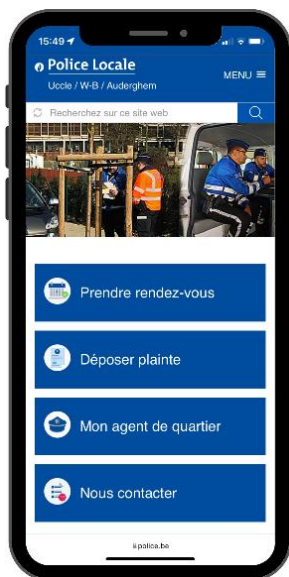 15:49
Police Locale
Uccle / W-B / Auderghem
MENU
Recherchez sur ce site web
Prendre rendez-vous
Déposer plainte
Mon agent de quartier
Nous contacter
police.be